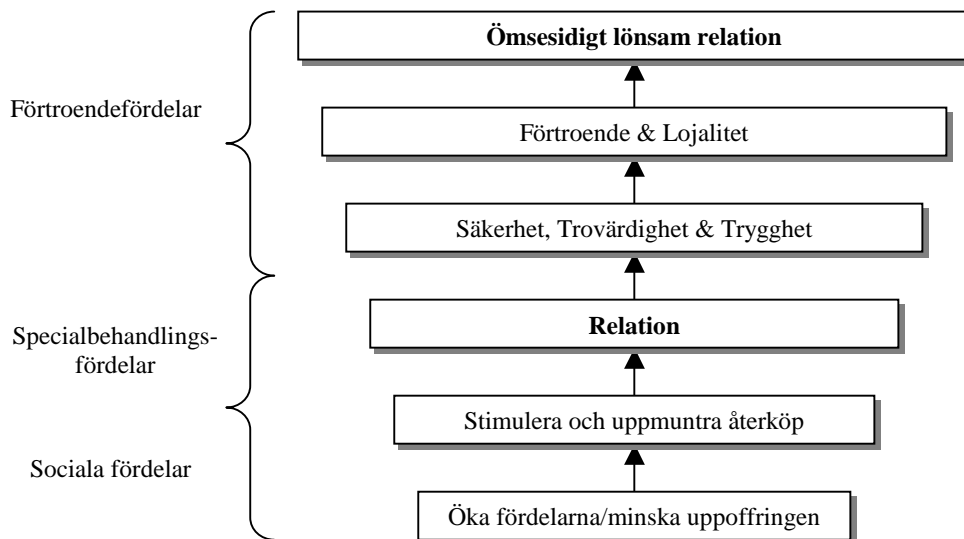 Ömsesidigt lönsam relation
Förtroendefördelar
Förtroende & Lojalitet
Säkerhet, Trovärdighet & Trygghet
Relation
Specialbehandlings-
fördelar
Stimulera och uppmuntra återköp
Sociala fördelar
Öka fördelarna/minska uppoffringen